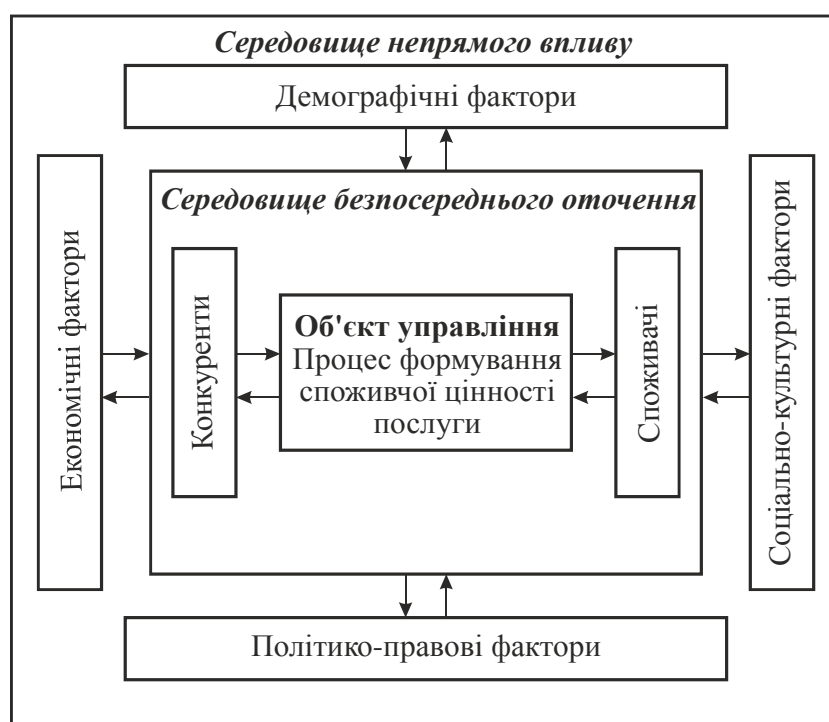 Середовище непрямого впливу
Демографічні фактори
Економічні фактори
Середовище безпосереднього оточення
Конкуренти
Об'єкт управління
Процес формування
споживчої цінності
послуги
Споживачі
Соціально-культурні фактори
Політико-правові фактори